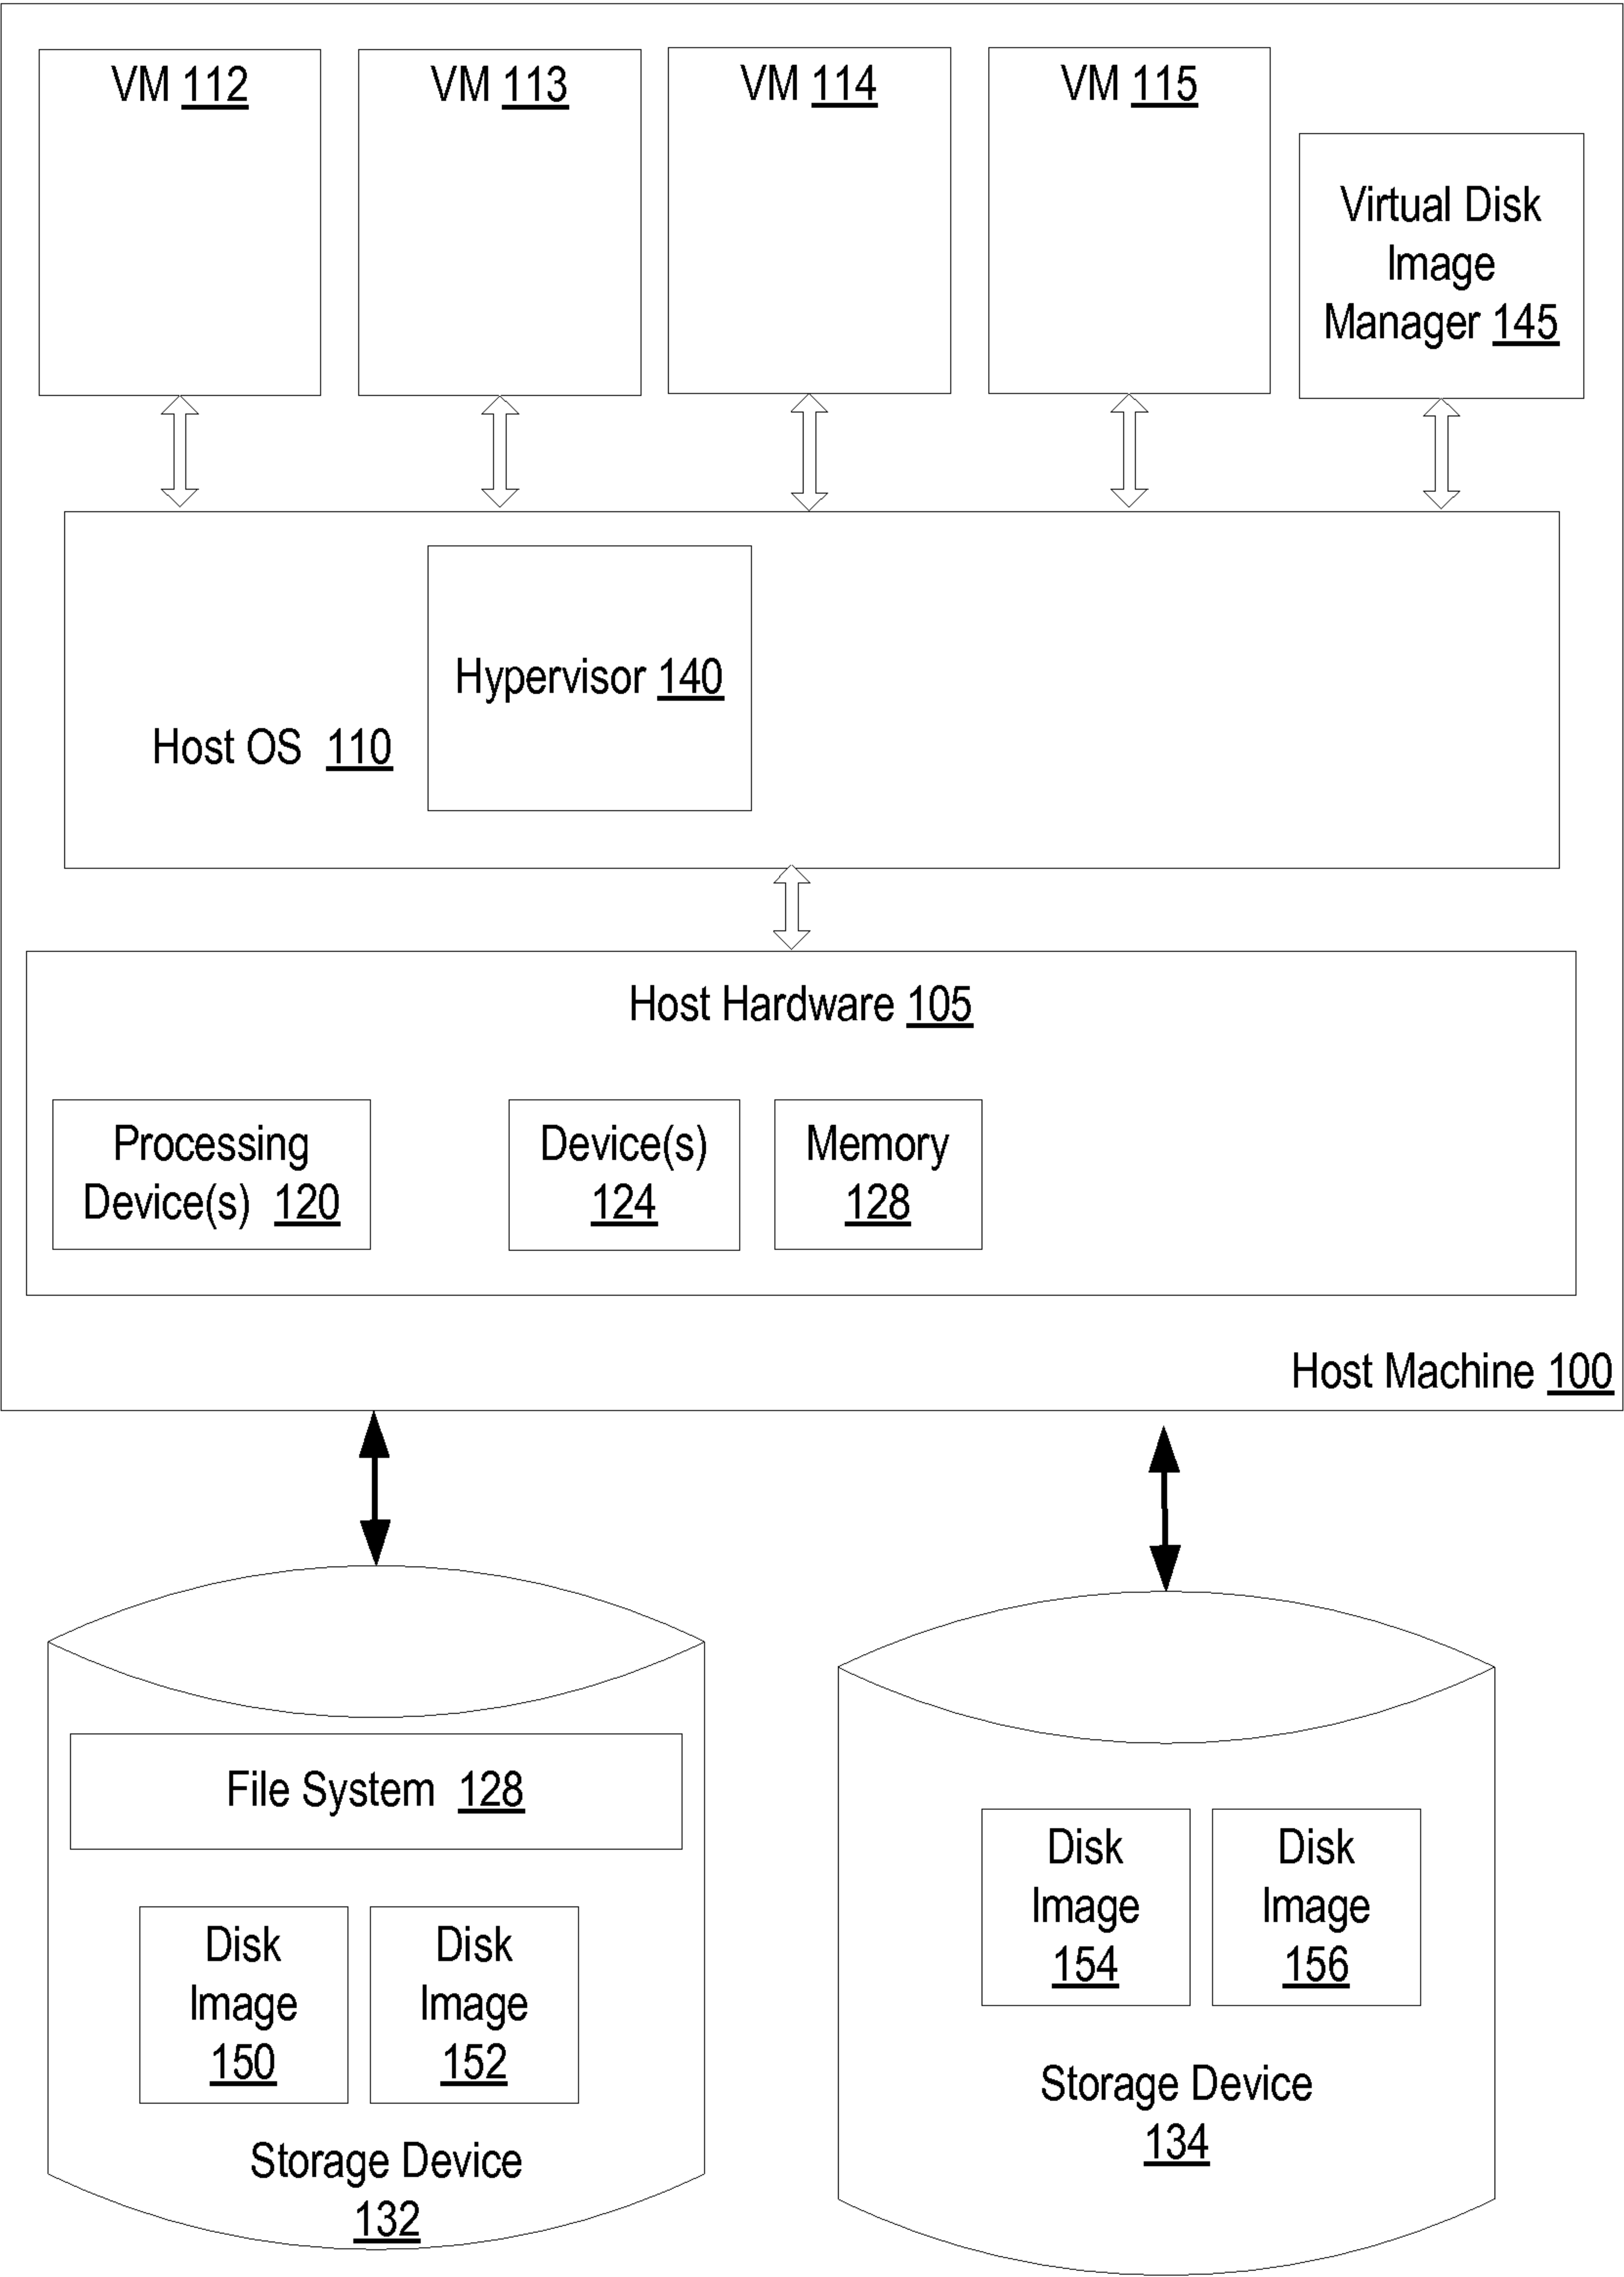 VM 112
VM 113
VM 114
VM 115
Virtual Disk
Image
Manager 145
Hypervisor 140
Host OS 110
Host Hardware 105
Processing
Device(s) 120
Device(s)
124
Memory
128
Host Machine 100
File System 128
Disk
Image
150
Disk
Image
152
Storage Device
132
Disk
Image
154
Disk
Image
156
Storage Device
134